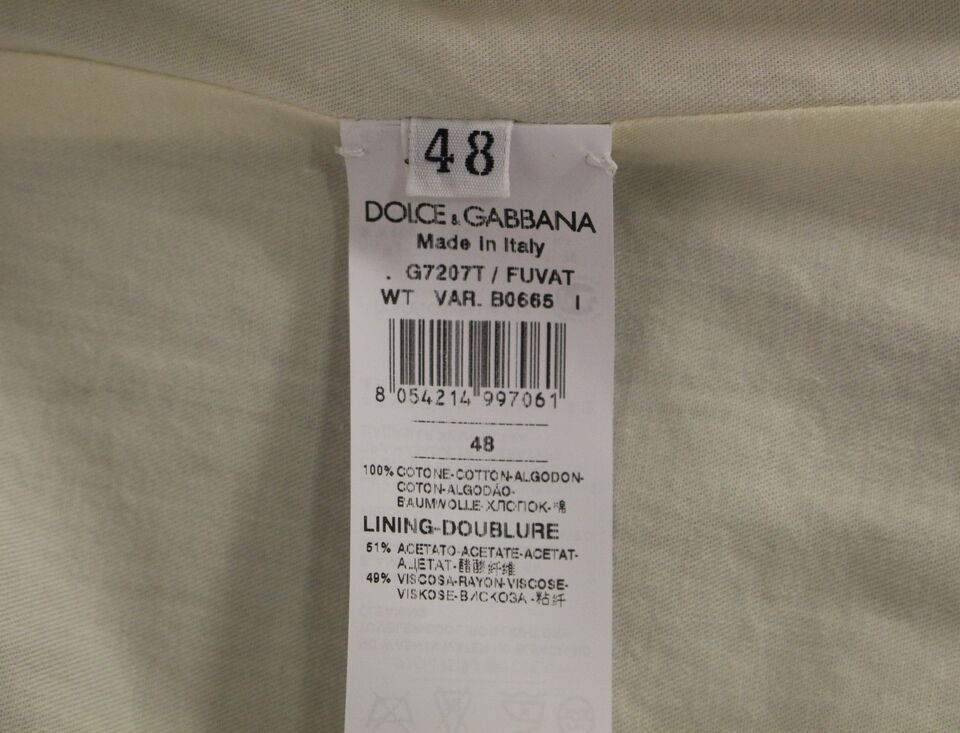 48
DOLCE & GABBANA
Made In Italy
. G7207T / FUVAT
WT VAR. B0665 I
8 054214 997061
48
100% COTONE-COTTON-ALGODON-
COTON-ALGODÃO-
BAUMWOLLE-ХЛОПОК-棉
LINING-DOUBLURE
51% ACETATO-ACETATE-ACETAT-
АЦЕТАТ-醋酸纤维
49% VISCOSA-RAYON-VISCOSE-
VISKOSE-ВИСКОЗА-粘纤